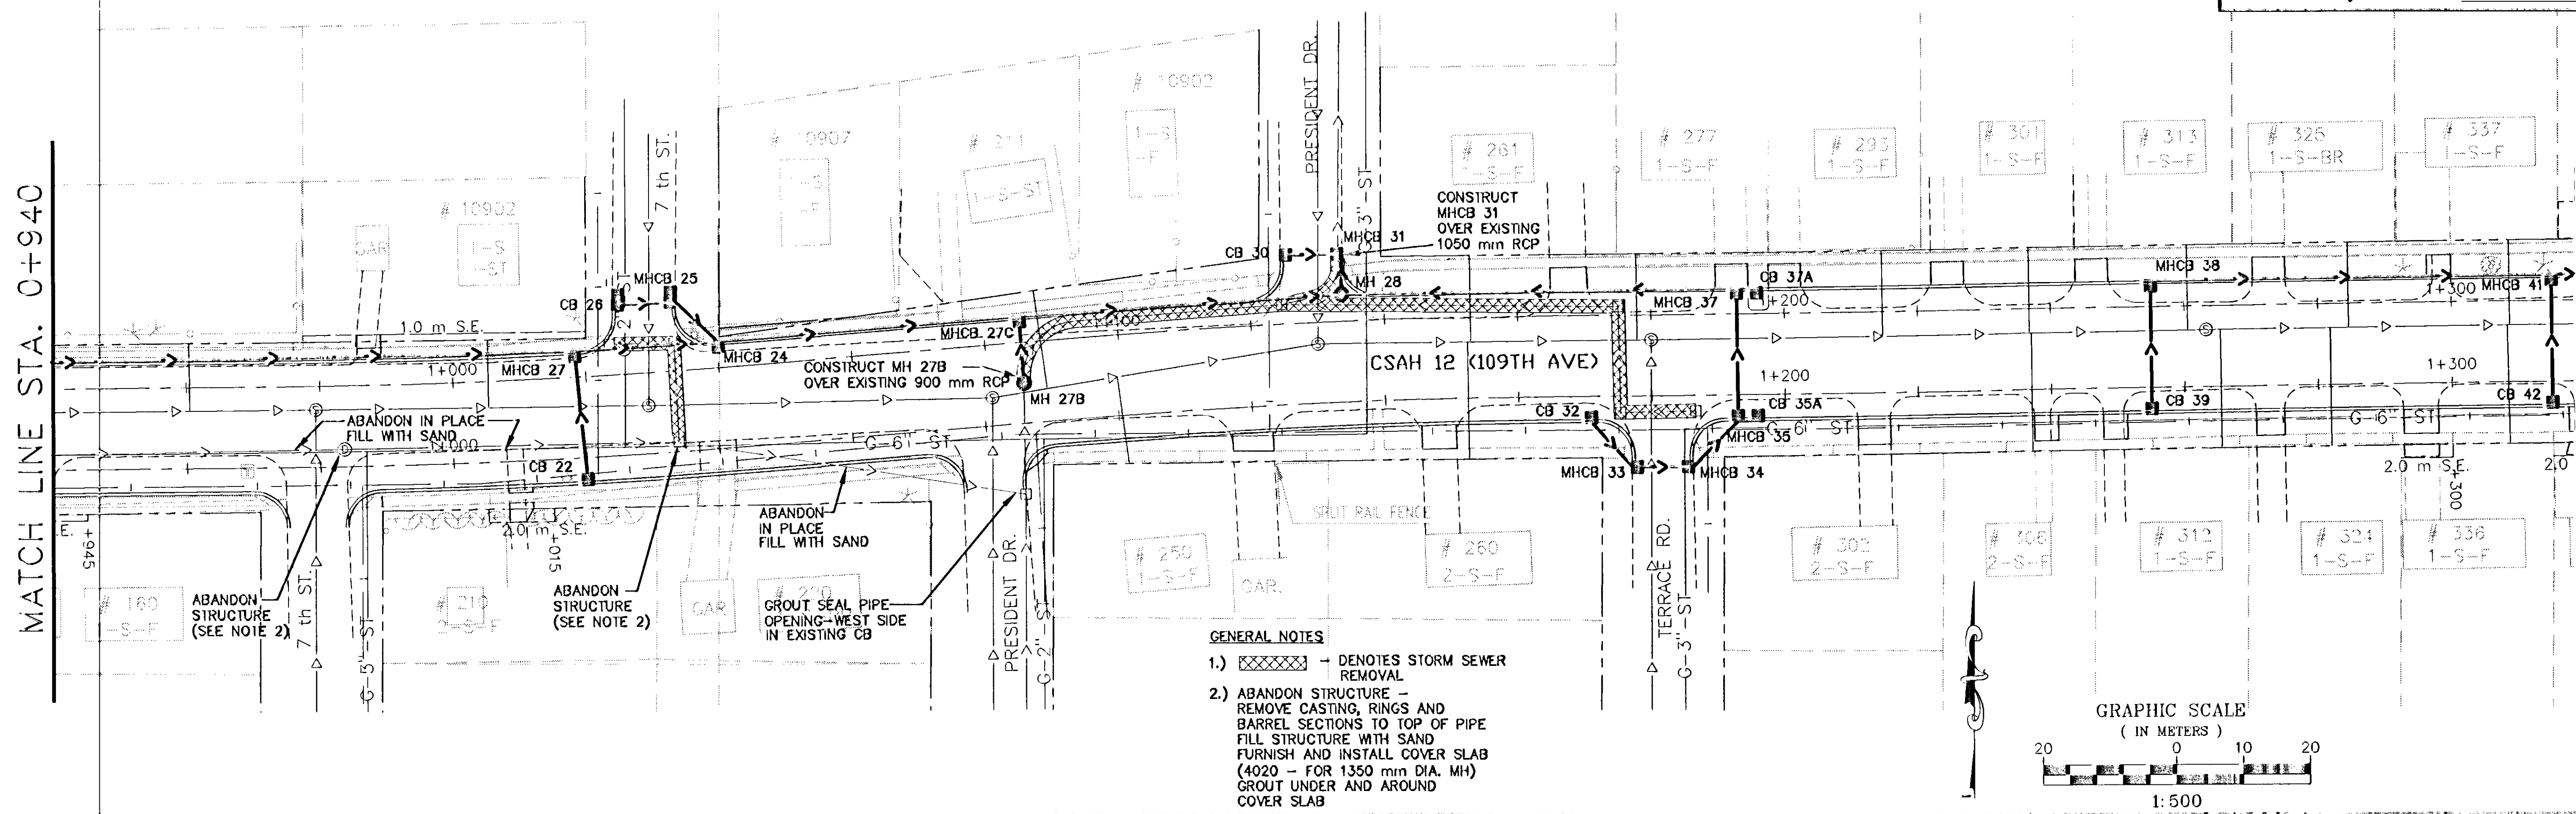 MATCH LINE STA. 0+940
# 10902
1-S
-ST
GAR
1.0 m S.E.
1+000
CB 26
MHCB 25
7 th ST.
MHCB 27
MHCB 24
# 10907
# 211
1-S-ST
# 10902
1-S
-F
MHCB 27C
CONSTRUCT MH 27B
OVER EXISTING 900 mm RCP
MH 27B
CB 30
PRESIDENT DR.
MHCB 31
MH 28
CONSTRUCT
MHCB 31
OVER EXISTING
1050 mm RCP
CSAH 12 (109TH AVE)
# 261
1-S-F
# 277
1-S-F
# 293
1-S-F
# 301
1-S-F
# 313
1-S-F
# 325
1-S-BR
# 337
1-S-F
MHCB 37
CB 37A
1+200
1+200
MHCB 38
1+300
MHCB 41
1+300
CB 32
CB 35A
MHCB 35
G-6" ST
MHCB 33
MHCB 34
CB 39
CB 42
G-6" ST
2.0 m S.E.
+300
2.0
ABANDON IN PLACE
FILL WITH SAND
CB 22
G-6" ST
2.0 m S.E.
+015
+945
E.
# 160
1-S-F
ABANDON
STRUCTURE
(SEE NOTE 2)
7 th ST.
G-3"-ST
# 210
2-S-F
ABANDON
STRUCTURE
(SEE NOTE 2)
GAR
ABANDON
IN PLACE
FILL WITH SAND
GROUT SEAL PIPE
OPENING-WEST SIDE
IN EXISTING CB
PRESIDENT DR.
G-2"-ST
# 250
1-S-F
GAR.
SPLIT RAIL FENCE
# 260
2-S-F
TERRACE RD.
G-3"-ST
# 302
2-S-F
# 308
2-S-F
# 312
1-S-F
# 324
1-S-F
# 336
1-S-F
GENERAL NOTES
1.) - DENOTES STORM SEWER
REMOVAL
2.) ABANDON STRUCTURE -
REMOVE CASTING, RINGS AND
BARREL SECTIONS TO TOP OF PIPE
FILL STRUCTURE WITH SAND
FURNISH AND INSTALL COVER SLAB
(4020 - FOR 1350 mm DIA. MH)
GROUT UNDER AND AROUND
COVER SLAB
GRAPHIC SCALE
( IN METERS )
20 0 10 20
1:500